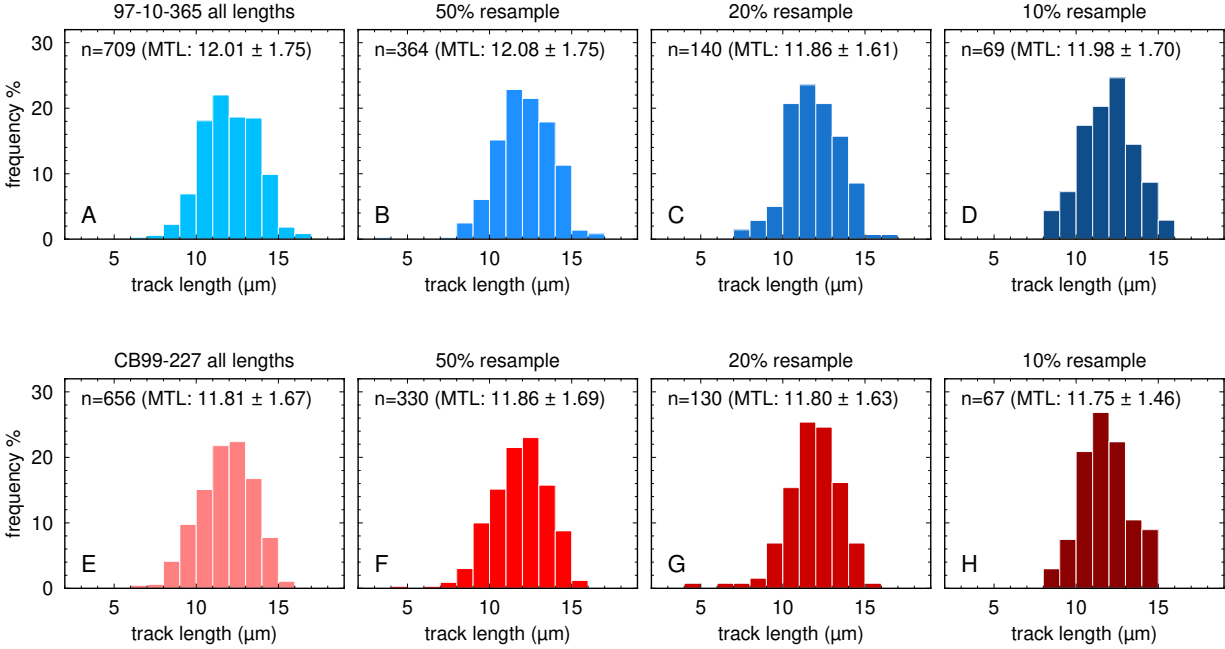 97-10-365 all lengths
50% resample
20% resample
10% resample
n=709 (MTL: 12.01 ± 1.75)
n=364 (MTL: 12.08 ± 1.75)
n=140 (MTL: 11.86 ± 1.61)
n=69 (MTL: 11.98 ± 1.70)
frequency %
30
20
10
0
A
B
C
D
5 10 15
5 10 15
5 10 15
5 10 15
track length (µm)
track length (µm)
track length (µm)
track length (µm)
CB99-227 all lengths
50% resample
20% resample
10% resample
n=656 (MTL: 11.81 ± 1.67)
n=330 (MTL: 11.86 ± 1.69)
n=130 (MTL: 11.80 ± 1.63)
n=67 (MTL: 11.75 ± 1.46)
frequency %
30
20
10
0
E
F
G
H
5 10 15
5 10 15
5 10 15
5 10 15
track length (µm)
track length (µm)
track length (µm)
track length (µm)